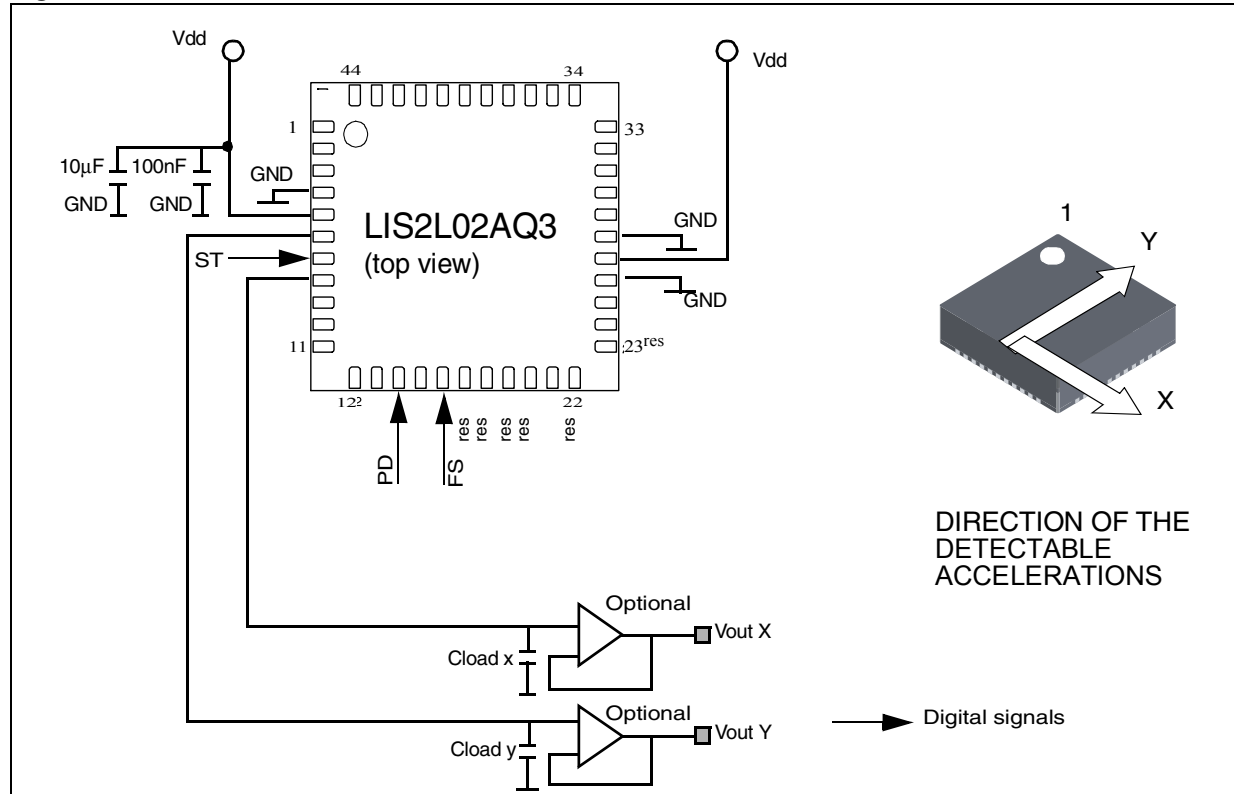 Vdd
Vdd
44
34
1
33
10μF
100nF
GND
GND
GND
LIS2L02AQ3
(top view)
GND
ST
GND
11
23res
12²
22
res
res
res
res
res
PD
FS
1
Y
X
DIRECTION OF THE
DETECTABLE
ACCELERATIONS
Optional
Vout X
Cload x
Optional
Vout Y
Cload y
Digital signals